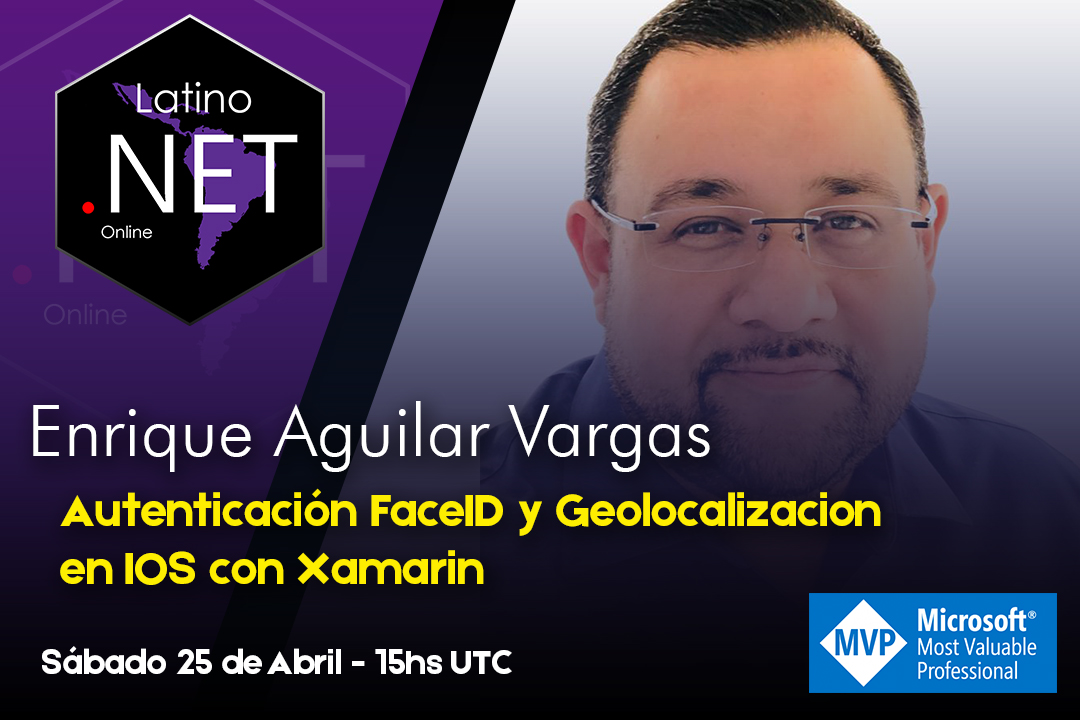 Latino
.NET
Online
Online
Enrique Aguilar Vargas
Autenticación FaceID y Geolocalizacion
en IOS con Xamarin
Sábado 25 de Abril - 15hs UTC
MVP
Microsoft®
Most Valuable
Professional